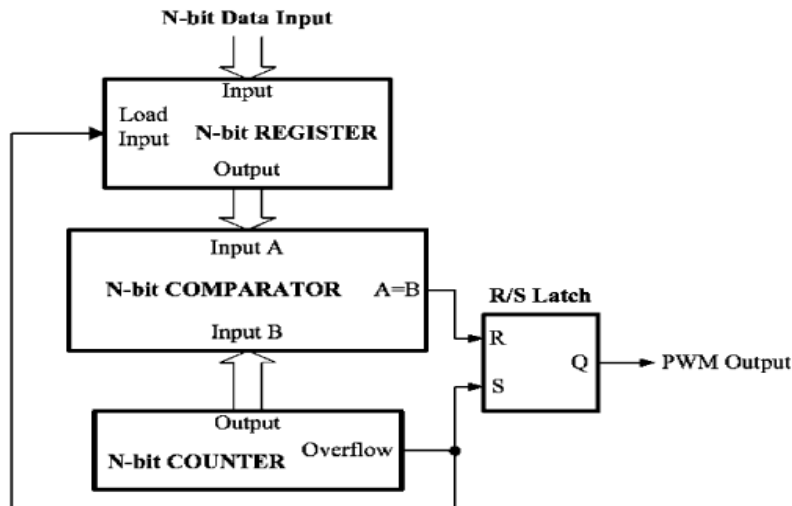 N-bit Data Input
Input
Load
Input
N-bit REGISTER
Output
Input A
N-bit COMPARATOR
A=B
Input B
R/S Latch
R
Q
PWM Output
S
Output
Overflow
N-bit COUNTER